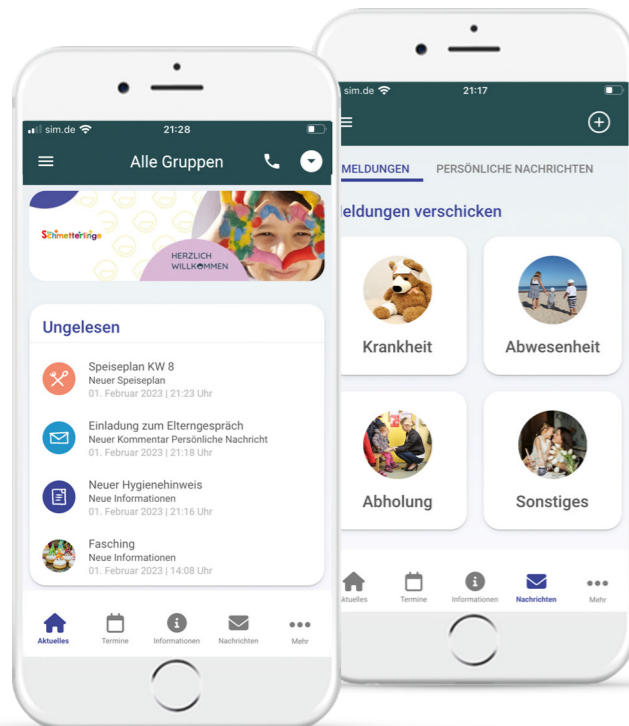 sim.de
21:28
Alle Gruppen
Schmetterlinge
HERZLICH
WILLKOMMEN
Ungelesen
Speiseplan KW 8
Neuer Speiseplan
01. Februar 2023 | 21:23 Uhr
Einladung zum Elterngespräch
Neuer Kommentar Persönliche Nachricht
01. Februar 2023 | 21:18 Uhr
Neuer Hygienehinweis
Neue Informationen
01. Februar 2023 | 21:16 Uhr
Fasching
Neue Informationen
01. Februar 2023 | 14:08 Uhr
Aktuelles
Termine
Informationen
Nachrichten
Mehr
sim.de
21:17
MELDUNGEN
PERSÖNLICHE NACHRICHTEN
eldungen verschicken
Krankheit
Abwesenheit
Abholung
Sonstiges
ktuelles
Termine
Informationen
Nachrichten
Mehr